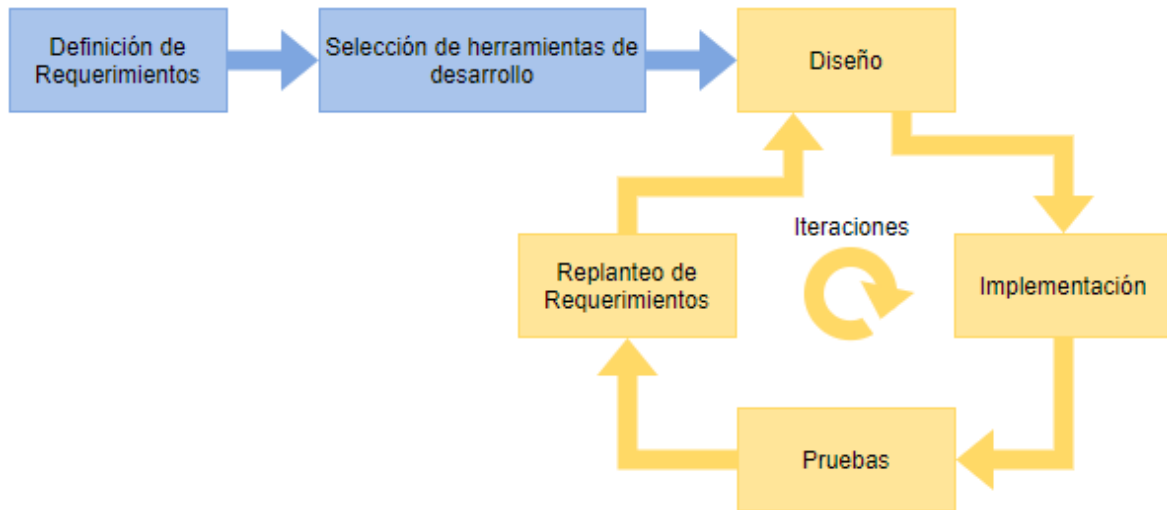 Definición de
Requerimientos
Selección de herramientas de
desarrollo
Diseño
Iteraciones
Replanteo de
Requerimientos
Implementación
Pruebas